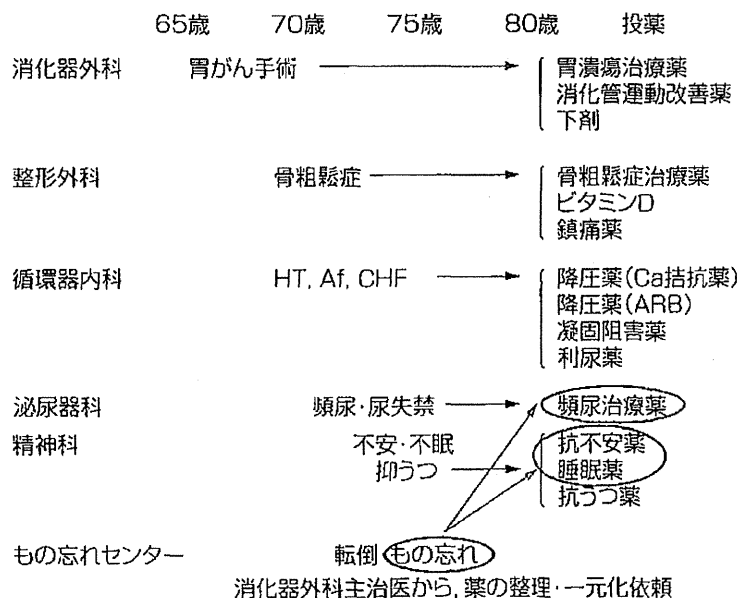 65歳 70歳 75歳 80歳 投薬
消化器外科 胃がん手術 胃潰瘍治療薬
消化管運動改善薬
下剤
整形外科 骨粗鬆症 骨粗鬆症治療薬
ビタミンD
鎮痛薬
循環器内科 HT, Af, CHF 降圧薬(Ca拮抗薬)
降圧薬(ARB)
凝固阻害薬
利尿薬
泌尿器科 頻尿・尿失禁 頻尿治療薬
精神科 不安・不眠 抗不安薬
抑うつ 睡眠薬
抗うつ薬
もの忘れセンター 転倒 もの忘れ
消化器外科主治医から, 薬の整理・一元化依頼